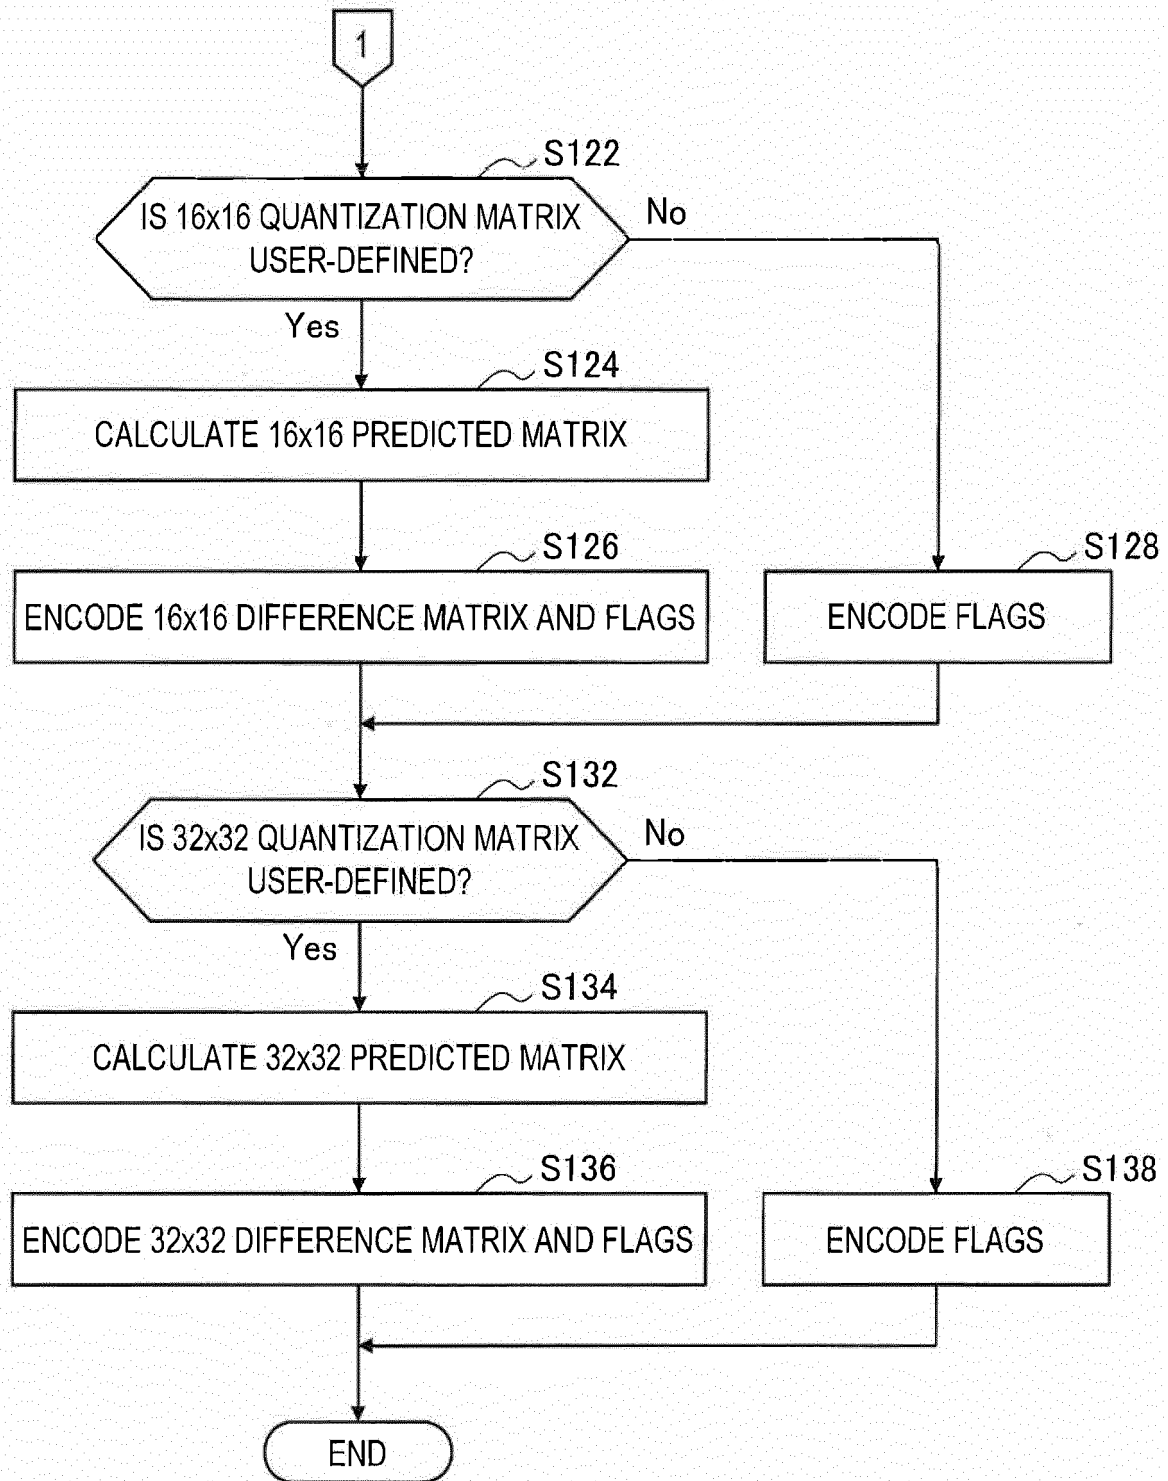 1
S122
IS 16x16 QUANTIZATION MATRIX
USER-DEFINED?
No
Yes
S124
CALCULATE 16x16 PREDICTED MATRIX
S126
ENCODE 16x16 DIFFERENCE MATRIX AND FLAGS
S128
ENCODE FLAGS
S132
IS 32x32 QUANTIZATION MATRIX
USER-DEFINED?
No
Yes
S134
CALCULATE 32x32 PREDICTED MATRIX
S136
ENCODE 32x32 DIFFERENCE MATRIX AND FLAGS
S138
ENCODE FLAGS
END